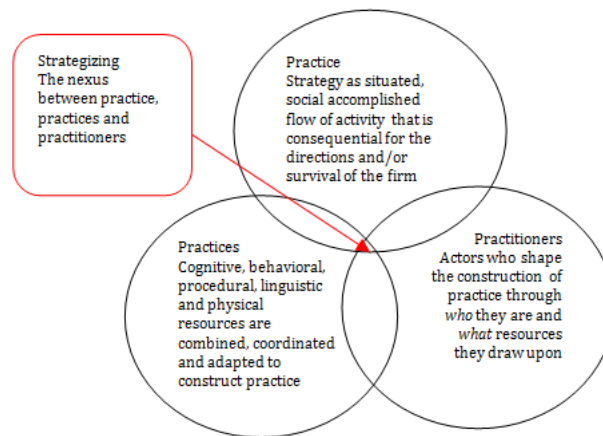 Strategizing
The nexus
between practice,
practices and
practitioners
Practice
Strategy as situated,
social accomplished
flow of activity that is
consequential for the
directions and/or
survival of the firm
Practices
Cognitive, behavioral,
procedural, linguistic
and physical
resources are
combined, coordinated
and adapted to
construct practice
Practitioners
Actors who shape
the construction of
practice through
who they are and
what resources
they draw upon